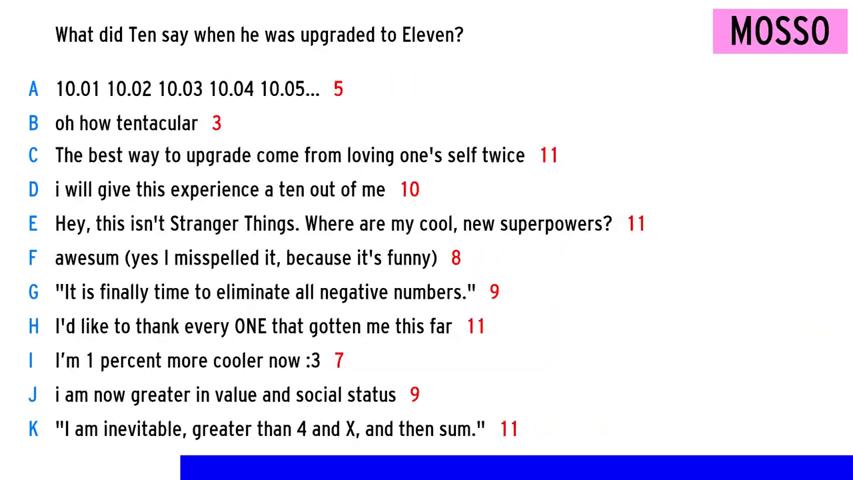 What did Ten say when he was upgraded to Eleven?
MOSSO
A 10.01 10.02 10.03 10.04 10.05... 5
B oh how tentacular 3
C The best way to upgrade come from loving one's self twice 11
D i will give this experience a ten out of me 10
E Hey, this isn't Stranger Things. Where are my cool, new superpowers? 11
F awesum (yes I misspelled it, because it's funny) 8
G "It is finally time to eliminate all negative numbers." 9
H I'd like to thank every ONE that gotten me this far 11
I I’m 1 percent more cooler now :3 7
J i am now greater in value and social status 9
K "I am inevitable, greater than 4 and X, and then sum." 11